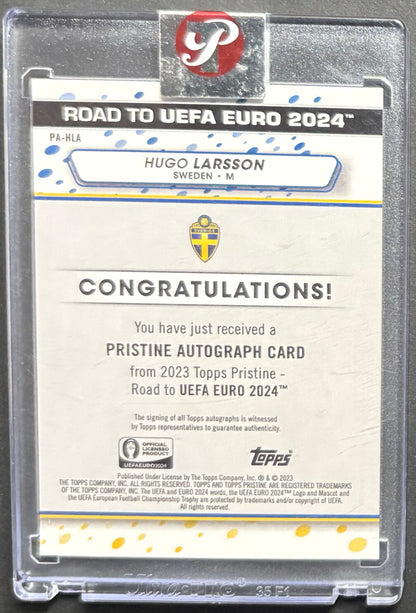 P
ROAD TO UEFA EURO 2024™
PA-HLA
HUGO LARSSON
SWEDEN • M
SVERIGE
CONGRATULATIONS!
You have just received a
PRISTINE AUTOGRAPH CARD
from 2023 Topps Pristine -
Road to UEFA EURO 2024™
The signing of all Topps autographs is witnessed
by Topps representatives to guarantee authenticity.
OFFICIAL
LICENSED
PRODUCT
UEFA EURO2024
Topps
Published Under License by The Topps Company, Inc. ® & © 2023
THE TOPPS COMPANY, INC. ALL RIGHTS RESERVED. TOPPS AND TOPPS PRISTINE ARE REGISTERED TRADEMARKS
OF THE TOPPS COMPANY, INC. The UEFA and EURO 2024 words, the UEFA EURO 2024™ Logo and Mascot and
the UEFA European Football Championship Trophy are protected by trademarks and/or copyright of UEFA.
All rights reserved.
35 PT